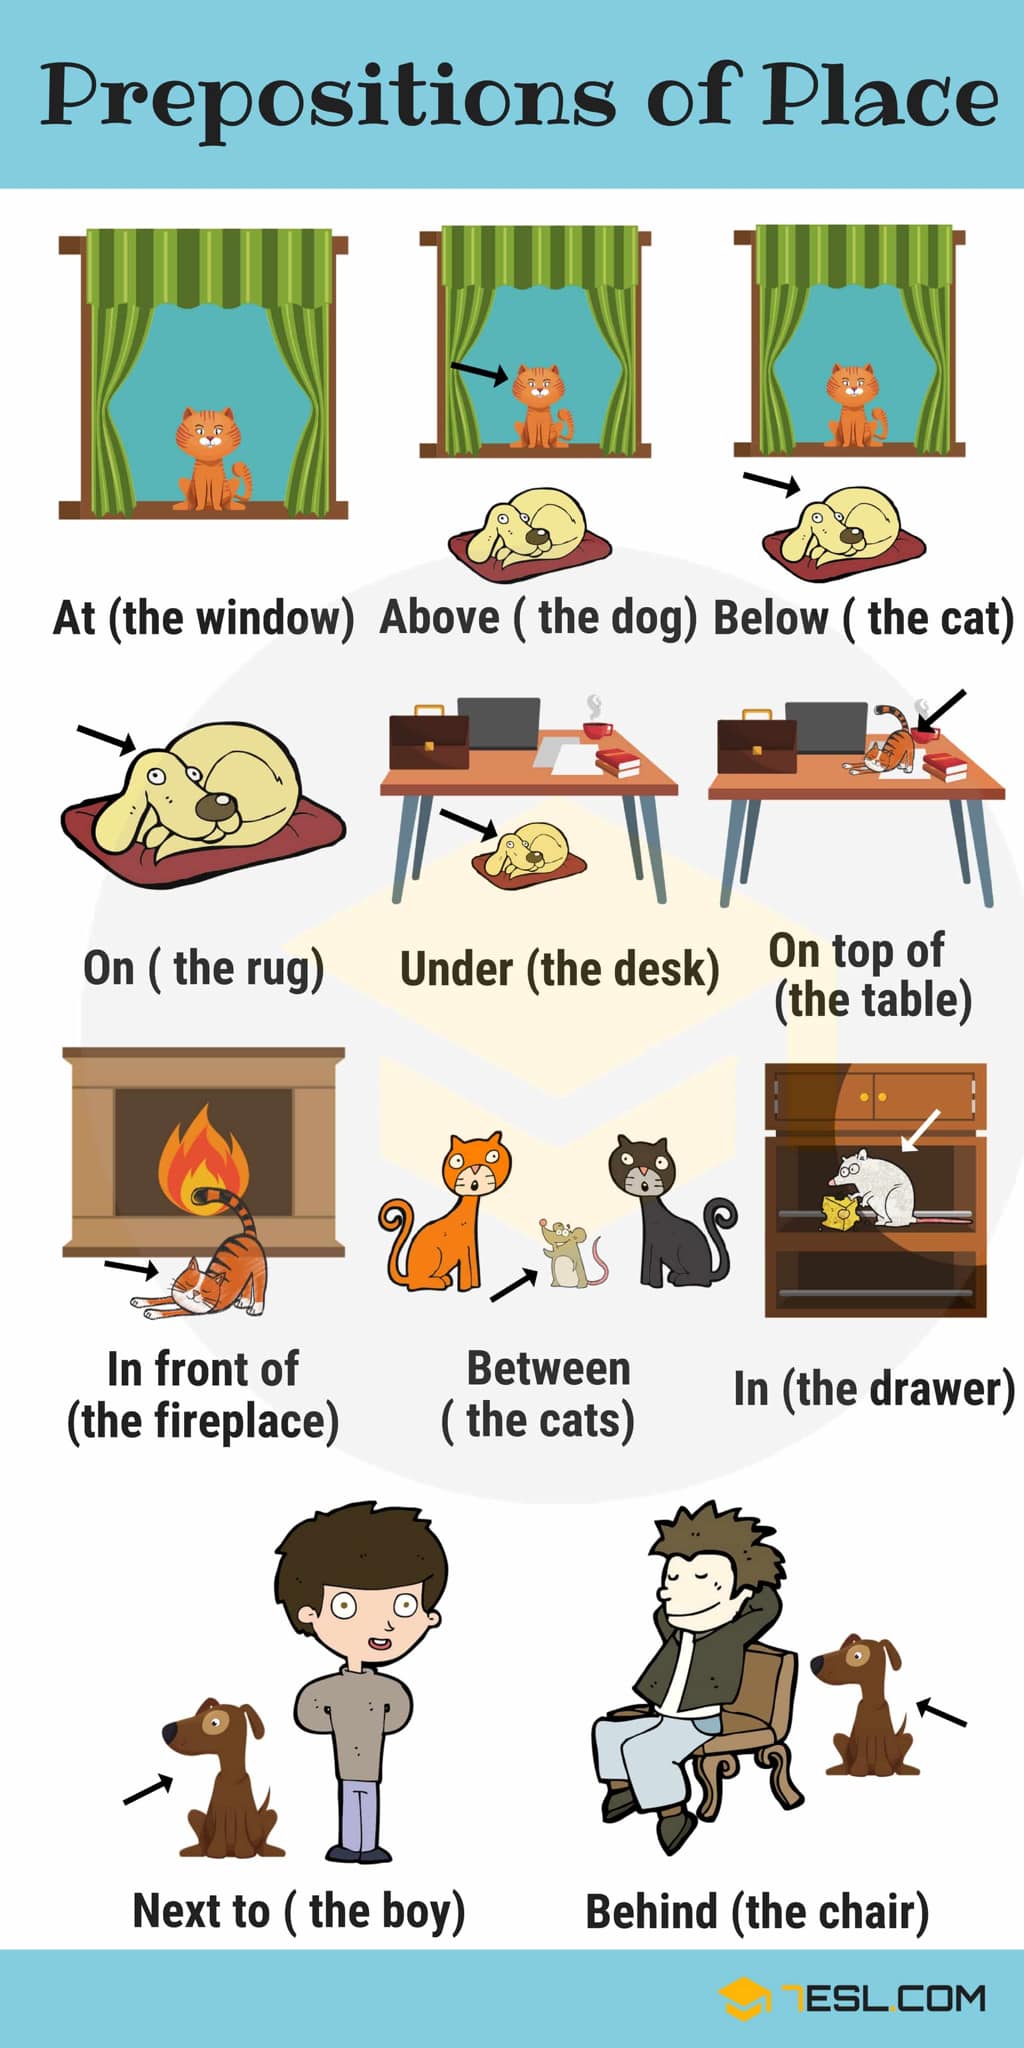 Prepositions of Place
At (the window)
Above ( the dog)
Below ( the cat)
On ( the rug)
Under (the desk)
On top of
(the table)
In front of
(the fireplace)
Between
( the cats)
In (the drawer)
Next to ( the boy)
Behind (the chair)
7ESL.COM